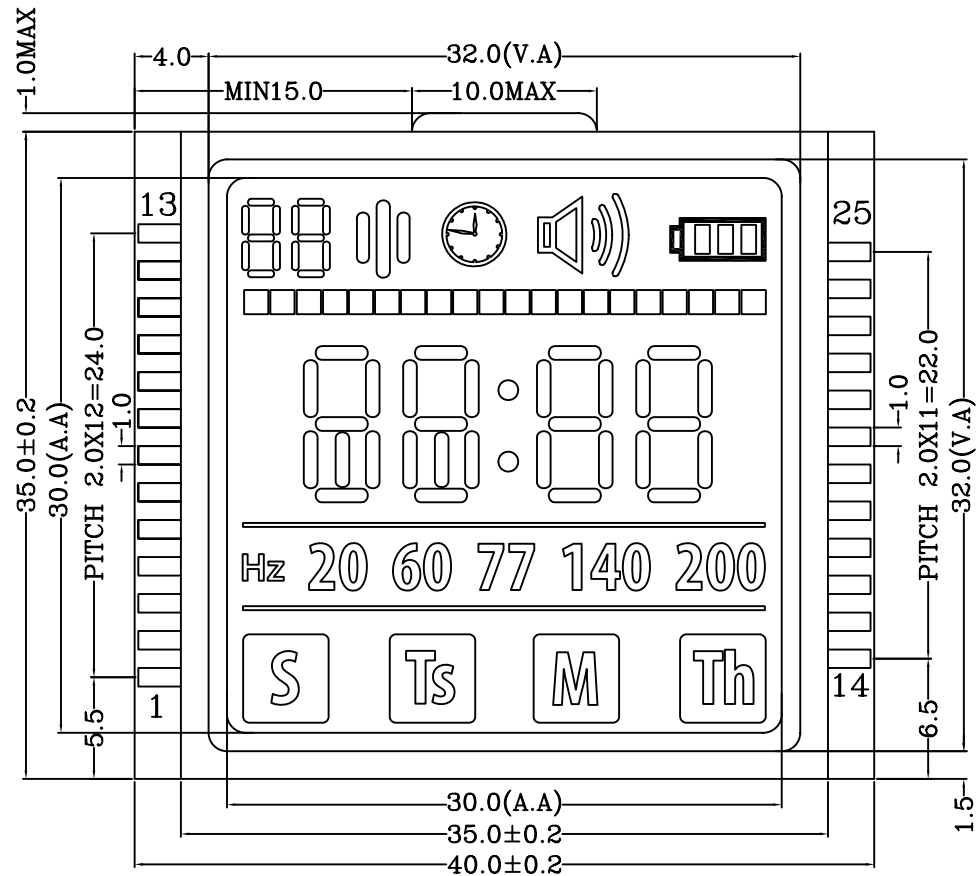 1.0MAX
4.0
32.0(V.A)
MIN15.0
10.0MAX
13
25
35.0±0.2
30.0(A.A)
PITCH 2.0X12=24.0
1.0
1.0
PITCH 2.0X11=22.0
32.0(V.A)
Hz 20 60 77 140 200
S Ts M Th
1
14
5.5
6.5
1.5
30.0(A.A)
35.0±0.2
40.0±0.2